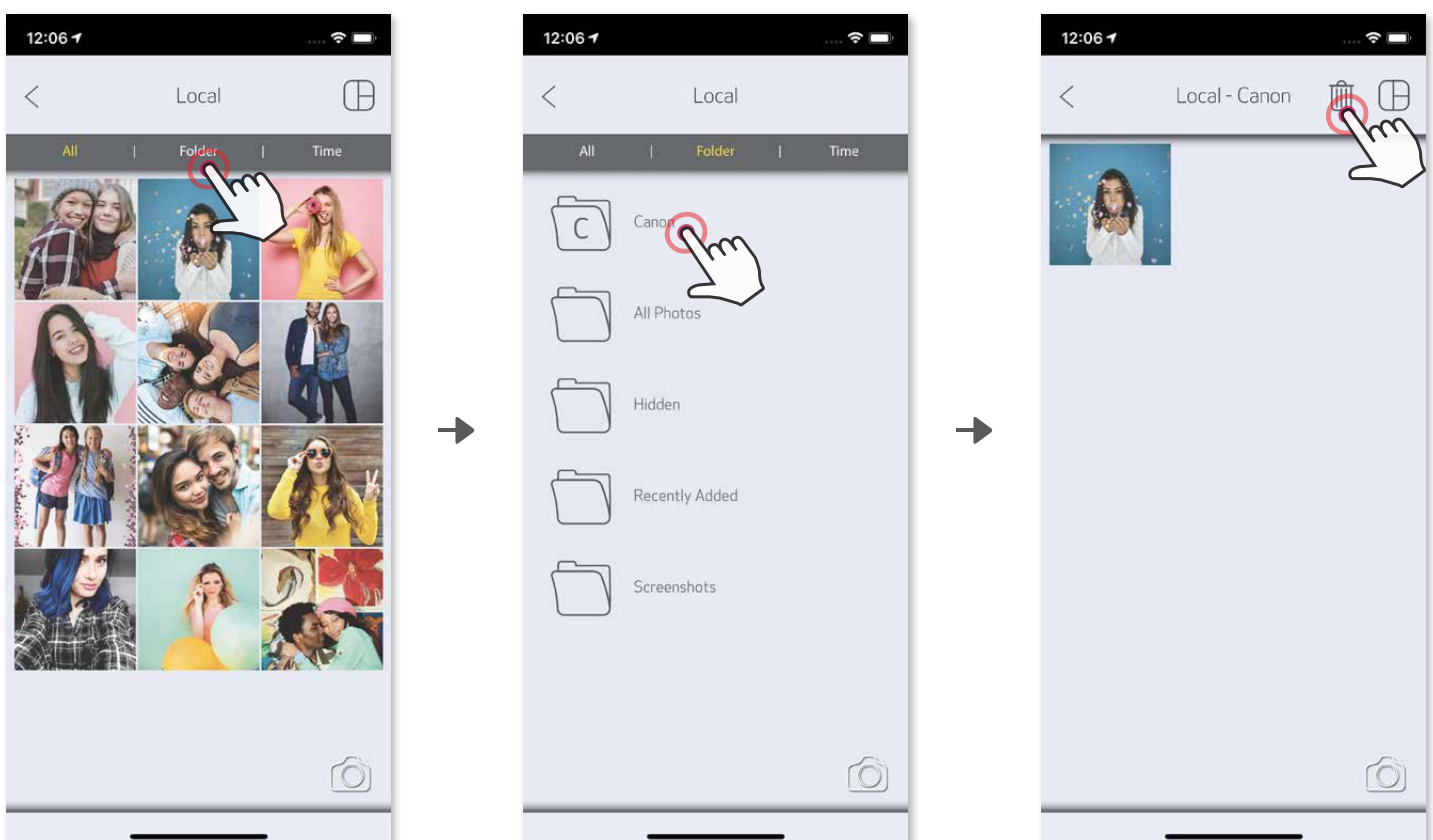 12:06
Local
All | Folder | Time
12:06
Local
All | Folder | Time
C Canon
All Photos
Hidden
Recently Added
Screenshots
12:06
Local - Canon